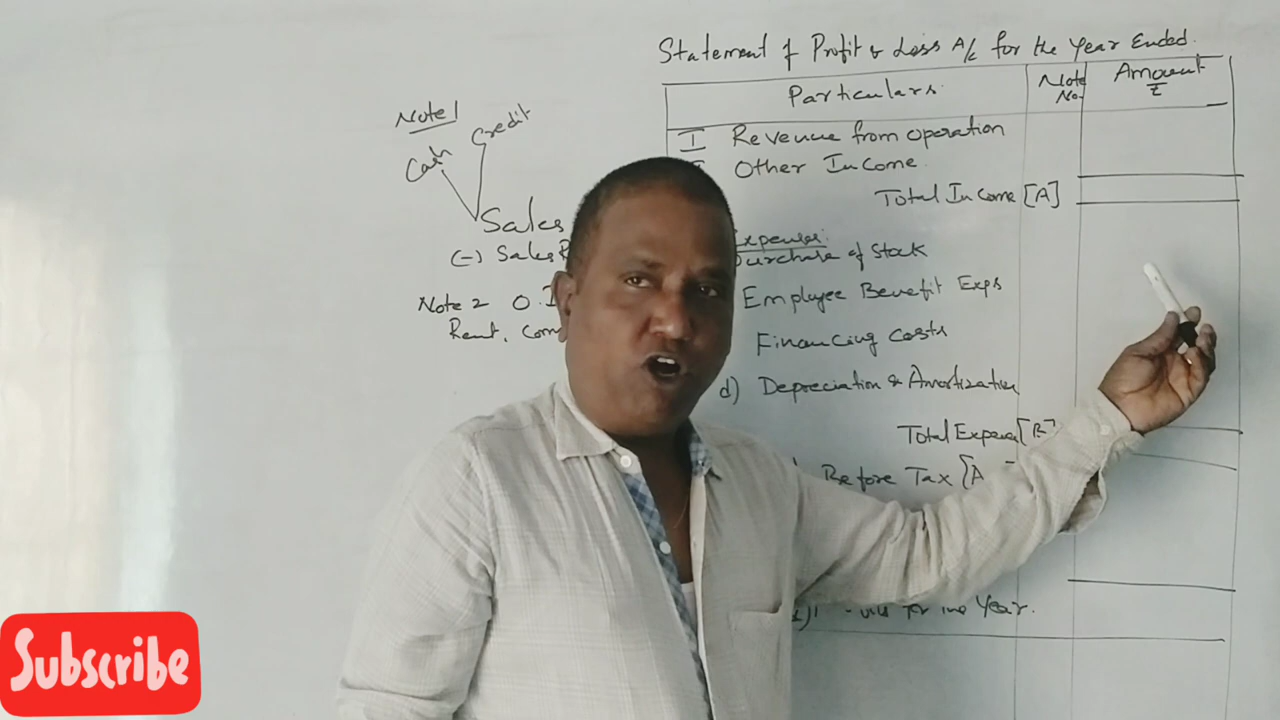 Statement of Profit & Loss A/c for the Year Ended.
Particulars
Note No.
Amount
₹
I Revenue from operation
Other Income
Total Income [A]
Expenses:
Purchase of Stock
Employee Benefit Exps
Financing Costs
d) Depreciation & Amortization
Total Expenses [B]
Before Tax [A
for the Year.
Note 1
Cash Credit
Sales
(-) Sales
Note 2 O.I
Rent, Com
Subscribe